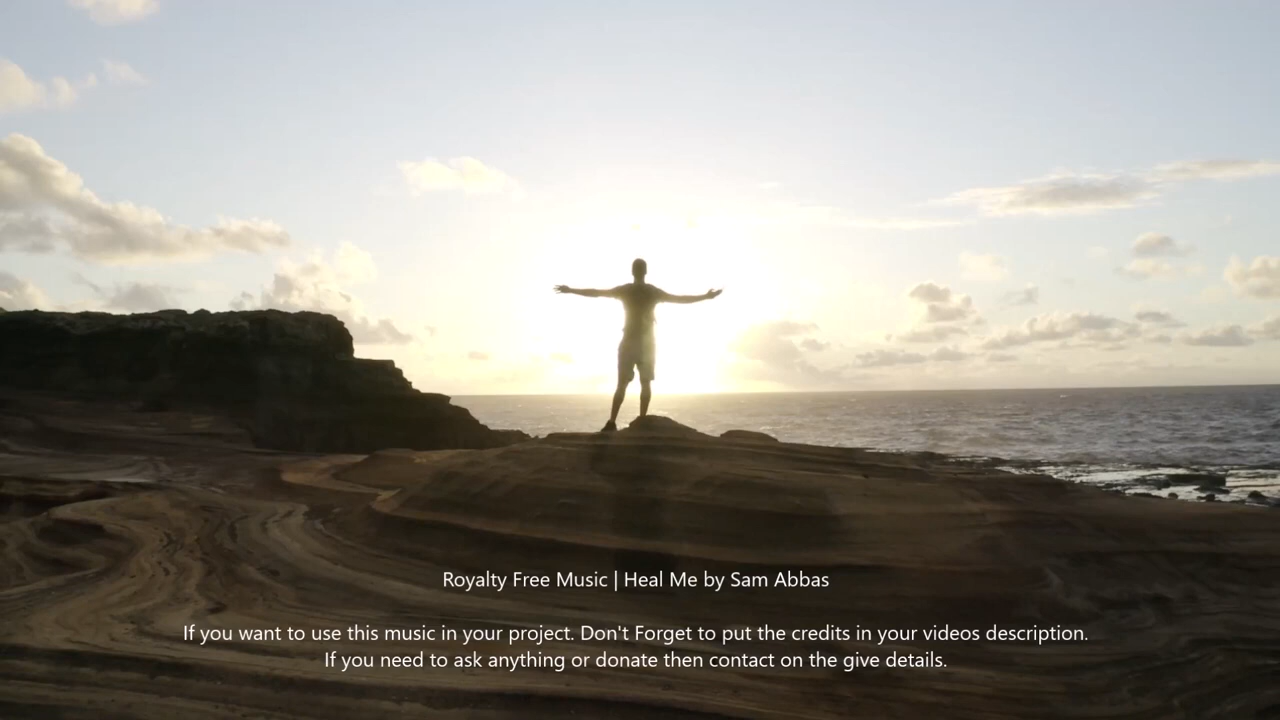 Royalty Free Music | Heal Me by Sam Abbas
If you want to use this music in your project. Don't Forget to put the credits in your videos description.
If you need to ask anything or donate then contact on the give details.